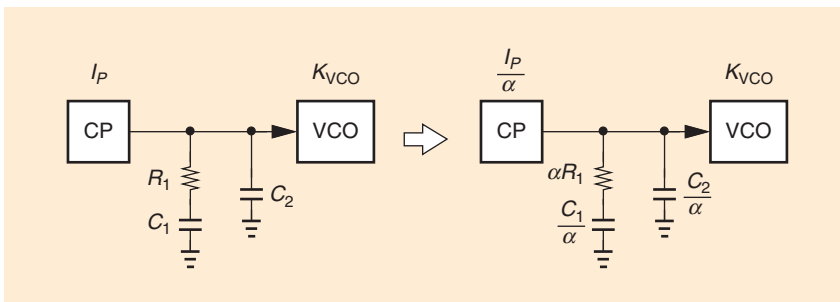 I_P
K_VCO
CP
VCO
R_1
C_1
C_2
I_P
α
K_VCO
CP
VCO
αR_1
C_1
α
C_2
α